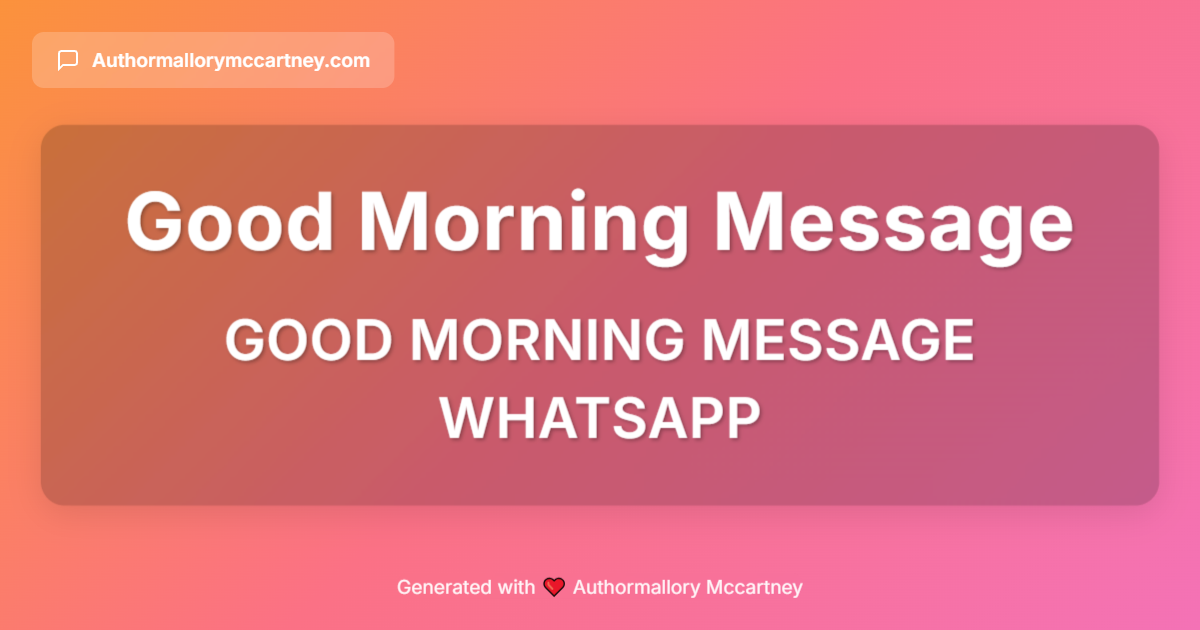 Authormallorymccartney.com
Good Morning Message
GOOD MORNING MESSAGE
WHATSAPP
Generated with ❤️ Authormallory Mccartney